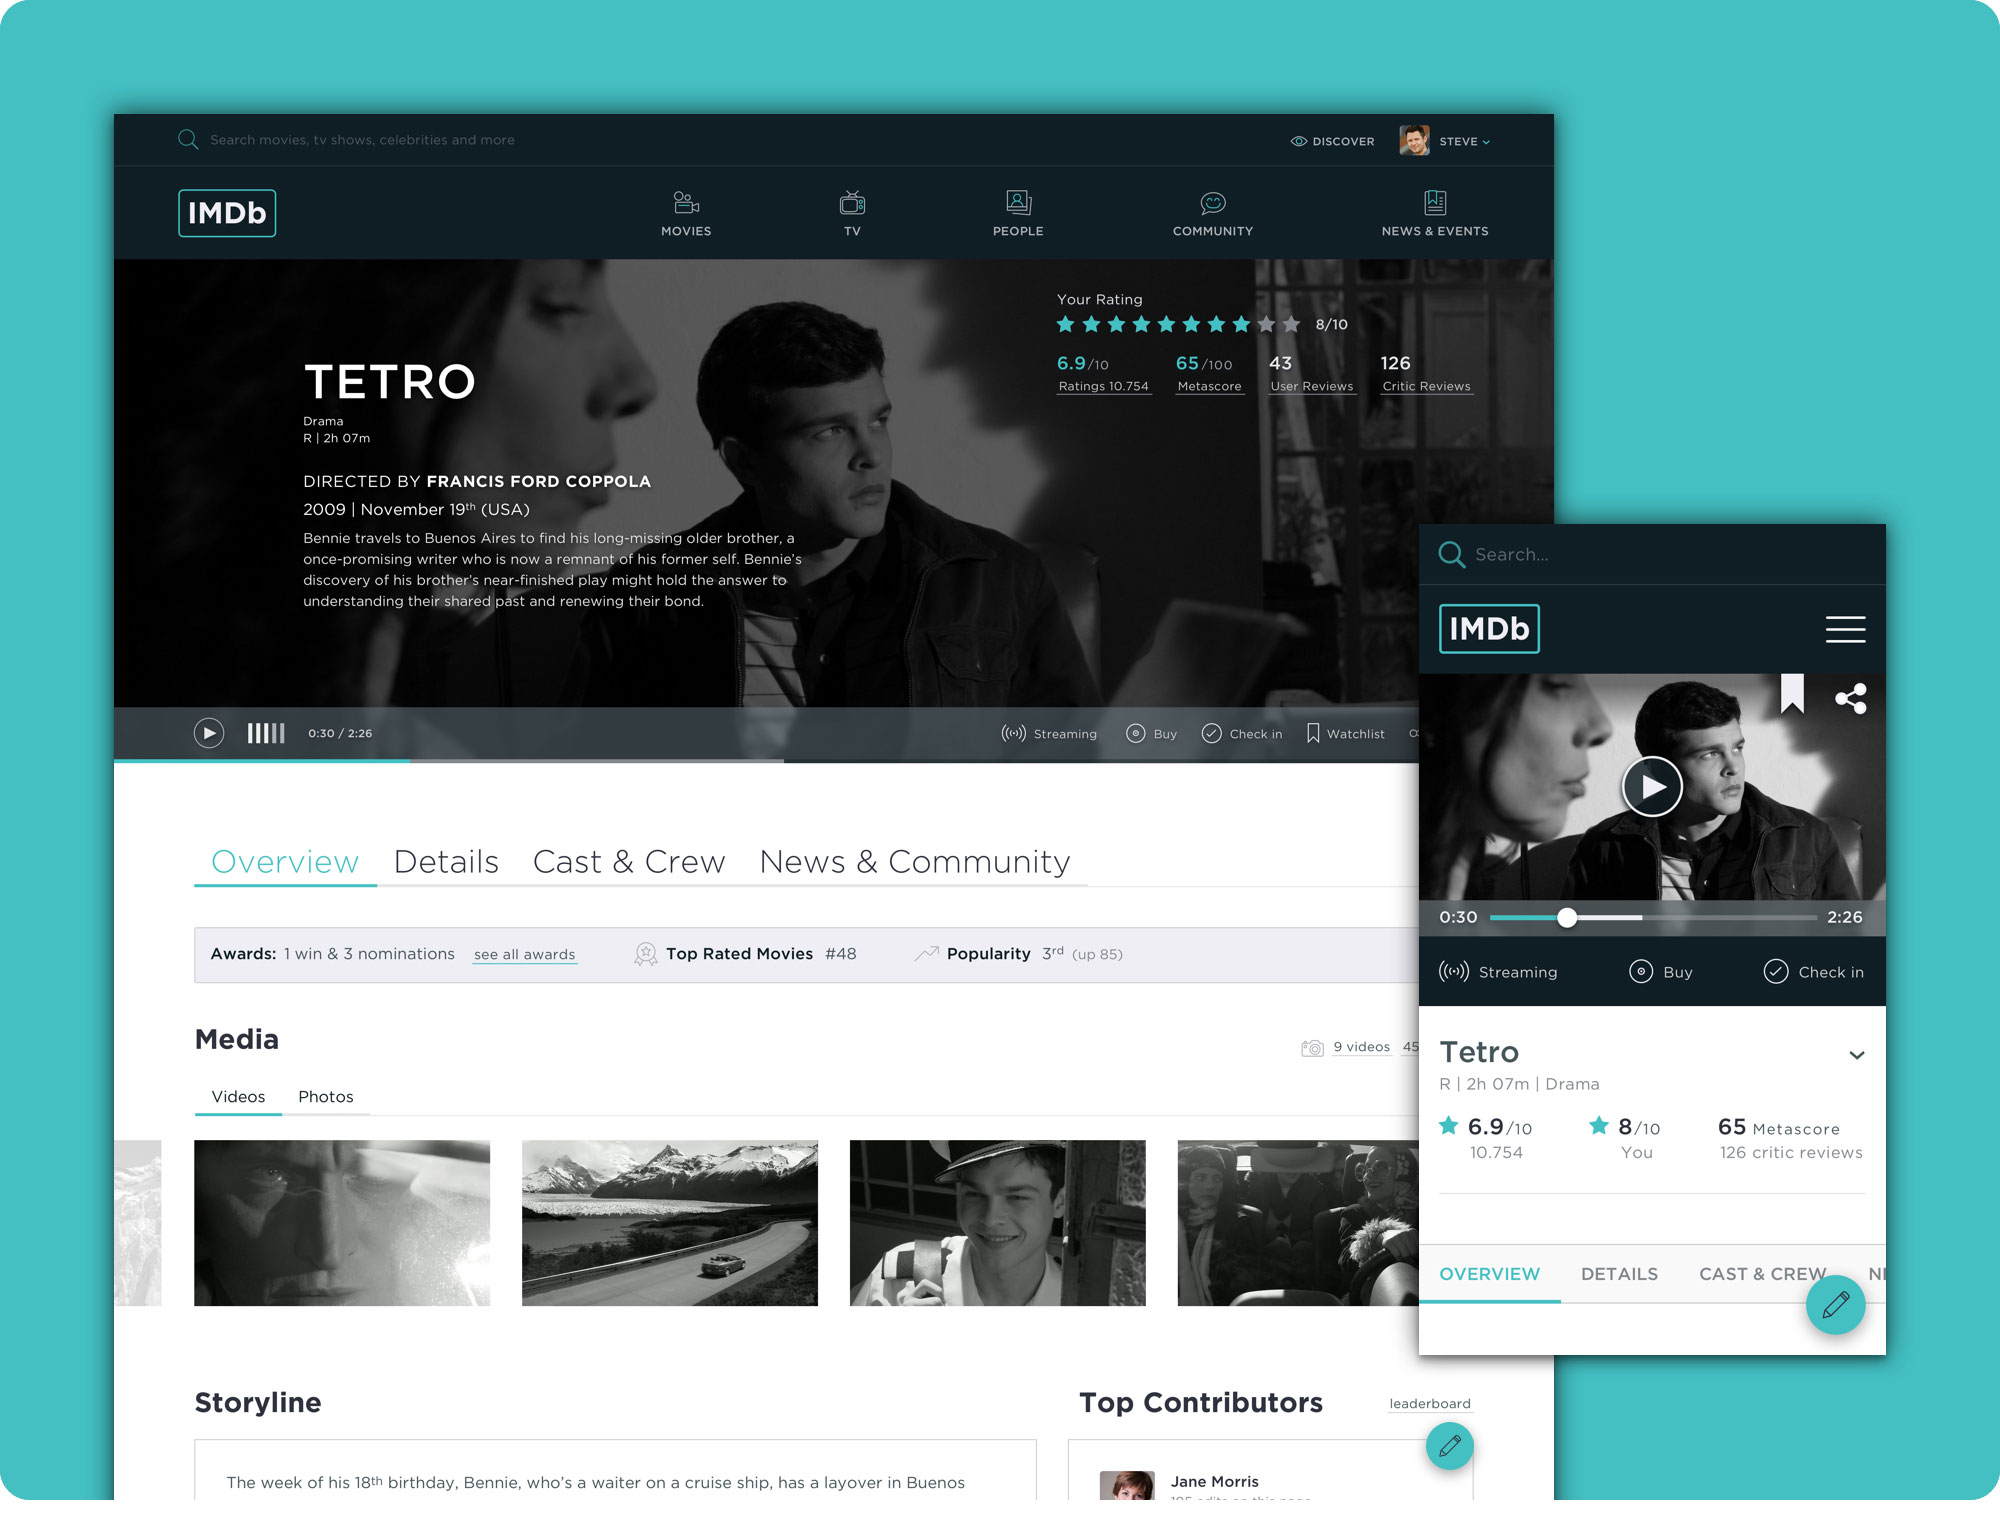 Search movies, tv shows, celebrities and more
DISCOVER
STEVE
IMDb
MOVIES
TV
PEOPLE
COMMUNITY
NEWS & EVENTS
Your Rating
8/10
6.9/10
65/100
43
126
Ratings 10.754
Metascore
User Reviews
Critic Reviews
TETRO
Drama
R | 2h 07m
DIRECTED BY FRANCIS FORD COPPOLA
2009 | November 19th (USA)
Bennie travels to Buenos Aires to find his long-missing older brother, a
once-promising writer who is now a remnant of his former self. Bennie's
discovery of his brother's near-finished play might hold the answer to
understanding their shared past and renewing their bond.
0:30 / 2:26
Streaming
Buy
Check in
Watchlist
Overview
Details
Cast & Crew
News & Community
Awards: 1 win & 3 nominations see all awards
Top Rated Movies #48
Popularity 3rd (up 85)
Media
9 videos 45
Videos
Photos
Storyline
The week of his 18th birthday, Bennie, who's a waiter on a cruise ship, has a layover in Buenos
Top Contributors
leaderboard
Jane Morris
Search...
IMDb
0:30
2:26
Streaming
Buy
Check in
Tetro
R | 2h 07m | Drama
6.9/10
8/10
65 Metascore
10.754
You
126 critic reviews
OVERVIEW
DETAILS
CAST & CREW